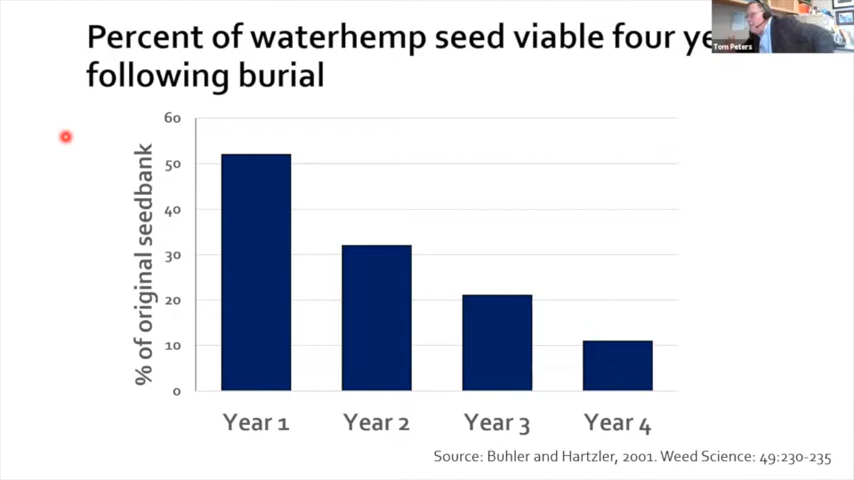 Percent of waterhemp seed viable four ye
following burial
Tom Peters
% of original seedbank
60
50
40
30
20
10
0
Year 1
Year 2
Year 3
Year 4
Source: Buhler and Hartzler, 2001. Weed Science: 49:230-235